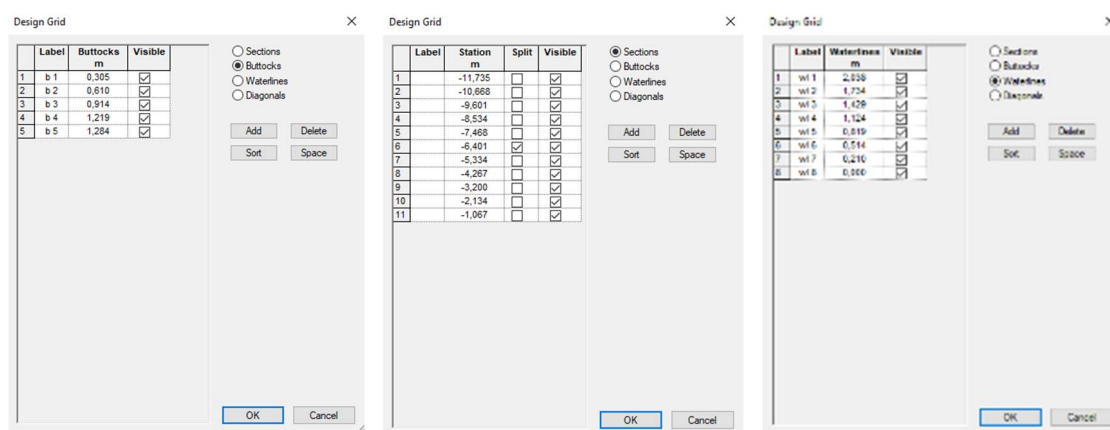 Design Grid
Label Buttocks m Visible
1 b 1 0,305
2 b 2 0,610
3 b 3 0,914
4 b 4 1,219
5 b 5 1,284
Sections
Buttocks
Waterlines
Diagonals
Add Delete
Sort Space
OK Cancel
Design Grid
Label Station m Split Visible
1 -11,735
2 -10,668
3 -9,601
4 -8,534
5 -7,468
6 -6,401
7 -5,334
8 -4,267
9 -3,200
10 -2,134
11 -1,067
Sections
Buttocks
Waterlines
Diagonals
Add Delete
Sort Space
OK Cancel
Design Grid
Label Waterlines m Visible
1 wl 1
2 wl 2 1,734
3 wl 3 1,429
4 wl 4 1,124
5 wl 5 0,819
6 wl 6 0,514
7 wl 7 0,210
8 wl 8 0,000
Sections
Buttocks
Waterlines
Diagonals
Add Delete
Sort Space
OK Cancel